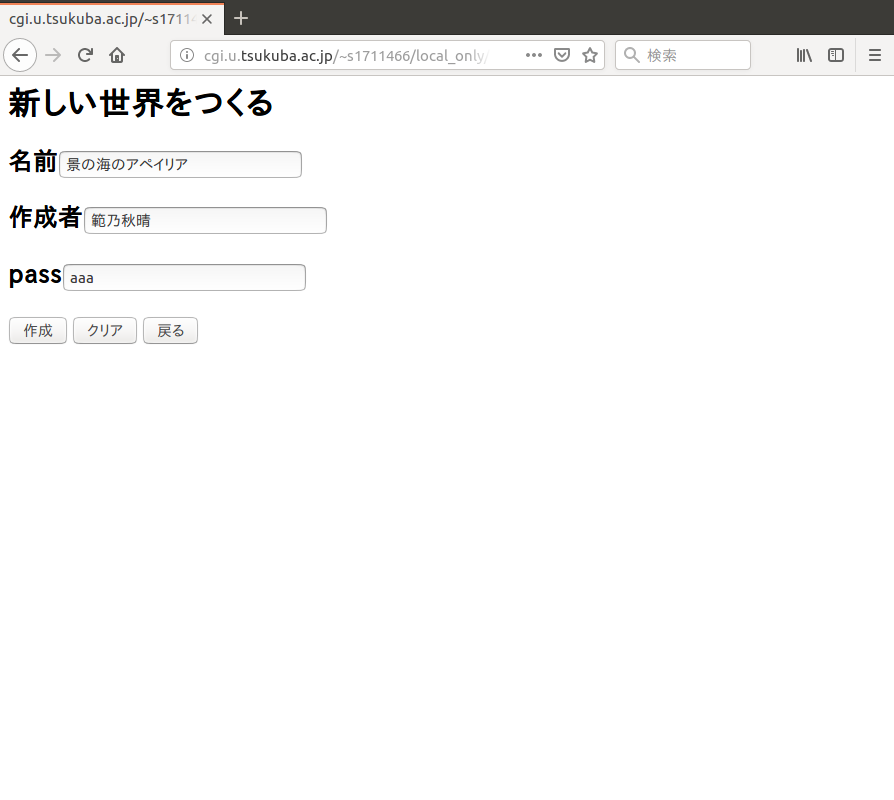 cgi.u.tsukuba.ac.jp/~s1711
cgi.u.tsukuba.ac.jp/~s1711466/local_only/
検索
新しい世界をつくる
名前 景の海のアペイリア
作成者 範乃秋晴
pass aaa
作成 クリア 戻る